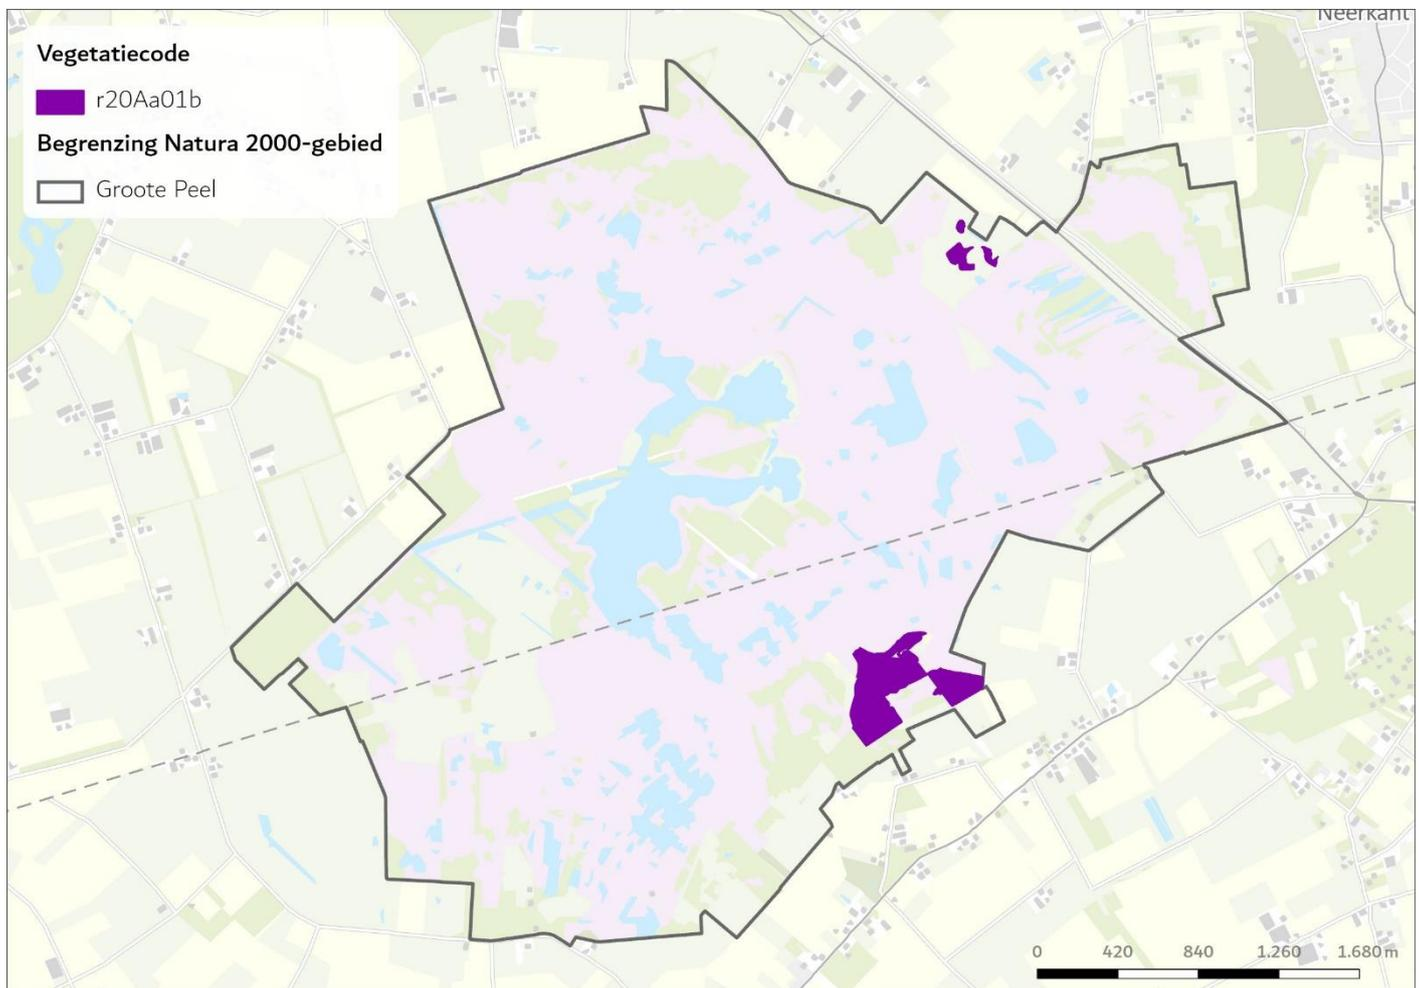 Neerkant
Vegetatiecode
r20Aa01b
Begrenzing Natura 2000-gebied
Groote Peel
0 420 840 1.260 1.680 m